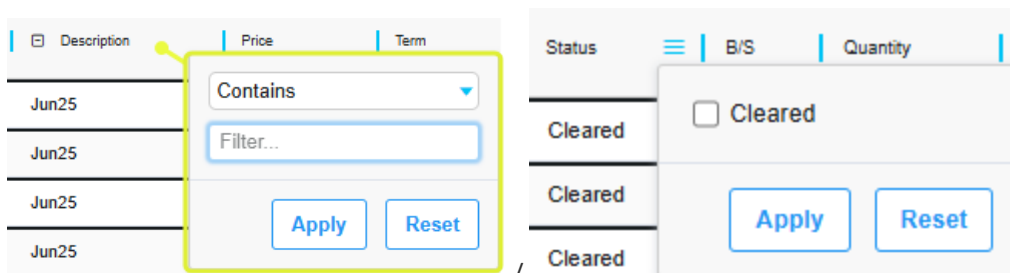 Description Price Term
Contains
Jun25
Filter...
Jun25
Jun25
Apply Reset
Jun25
/
Status B/S Quantity
Cleared
Cleared
Cleared
Apply Reset
Cleared